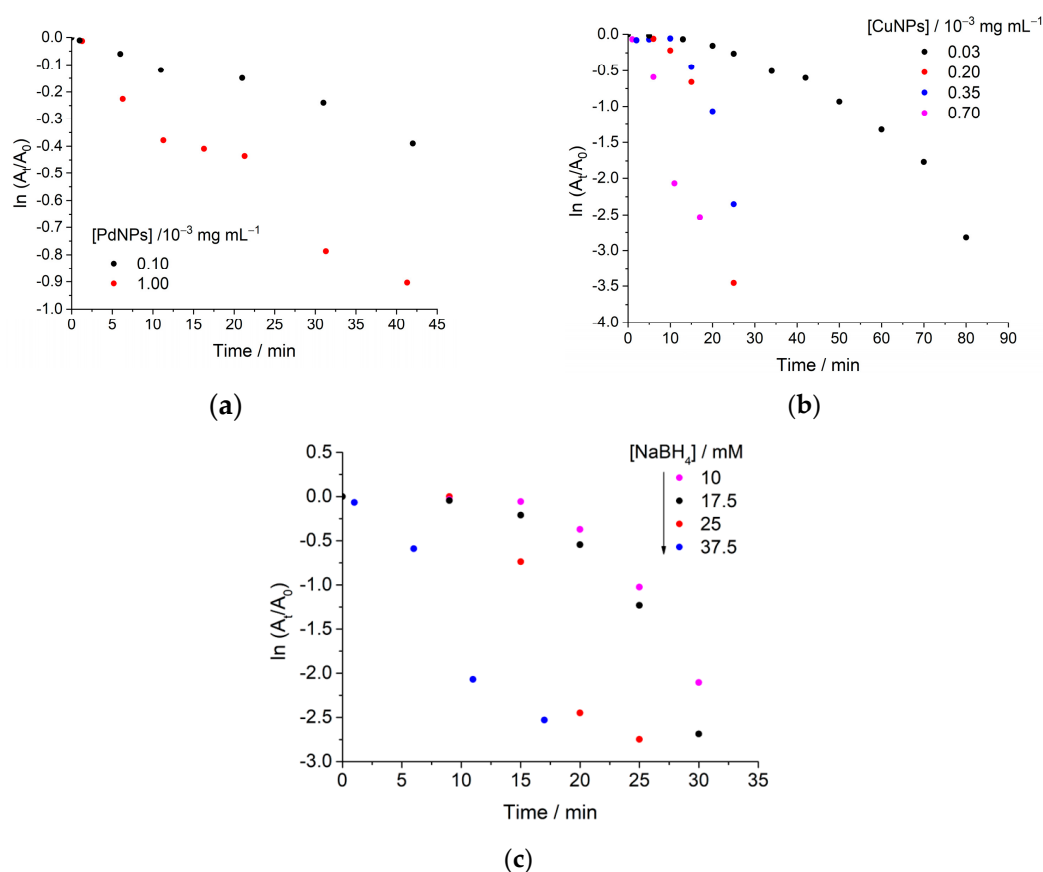 0.0
-0.1
-0.2
-0.3
-0.4
-0.5
-0.6
-0.7
-0.8
-0.9
-1.0
ln (Aₜ/A₀)
[PdNPs] /10⁻³ mg mL⁻¹
0.10
1.00
0 5 10 15 20 25 30 35 40 45
Time / min
(a)
0.0
-0.5
-1.0
-1.5
-2.0
-2.5
-3.0
-3.5
-4.0
ln (Aₜ/A₀)
[CuNPs] / 10⁻³ mg mL⁻¹
0.03
0.20
0.35
0.70
0 10 20 30 40 50 60 70 80 90
Time / min
(b)
0.5
0.0
-0.5
-1.0
-1.5
-2.0
-2.5
-3.0
ln (Aₜ/A₀)
[NaBH₄] / mM
10
17.5
25
37.5
0 5 10 15 20 25 30 35
Time / min
(c)